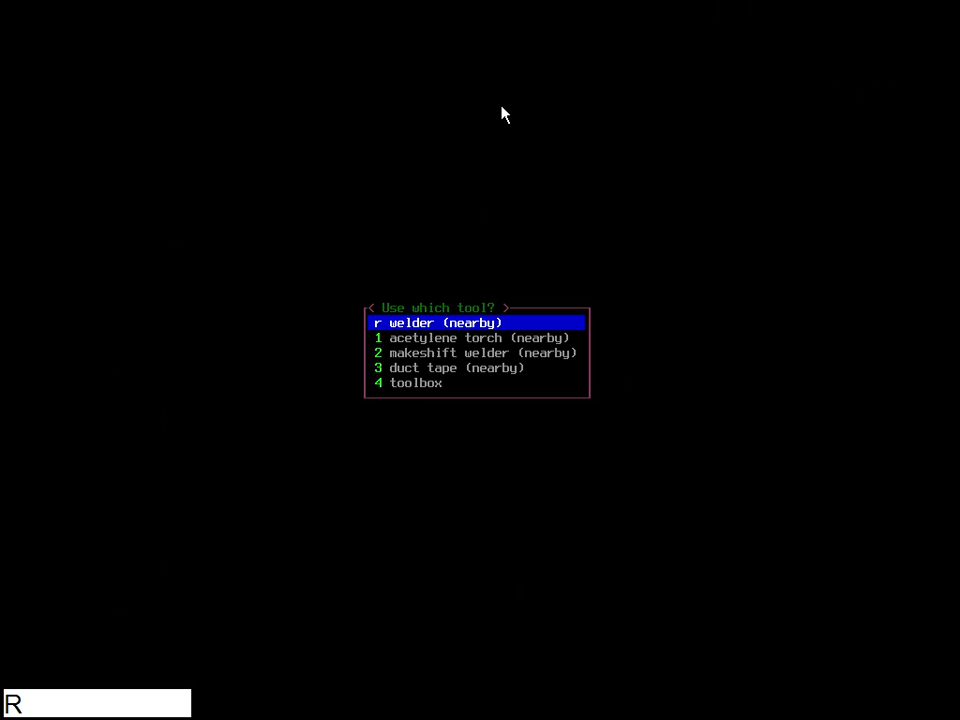 < Use which tool? >
r welder (nearby)
1 acetylene torch (nearby)
2 makeshift welder (nearby)
3 duct tape (nearby)
4 toolbox
R